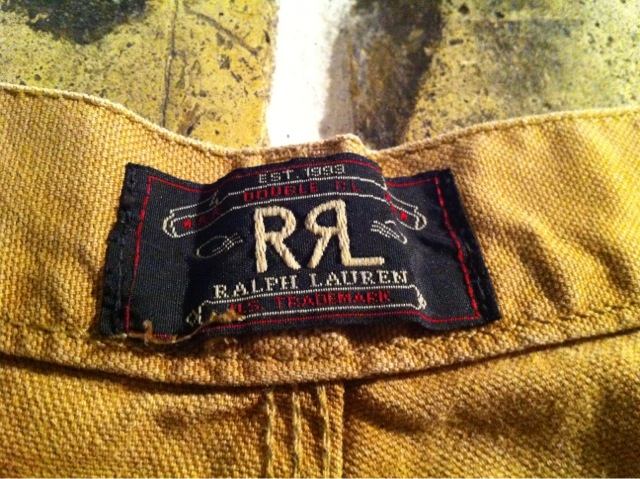 EST. 1993
DOUBLE RL
RRL
RALPH LAUREN
U.S. TRADEMARK